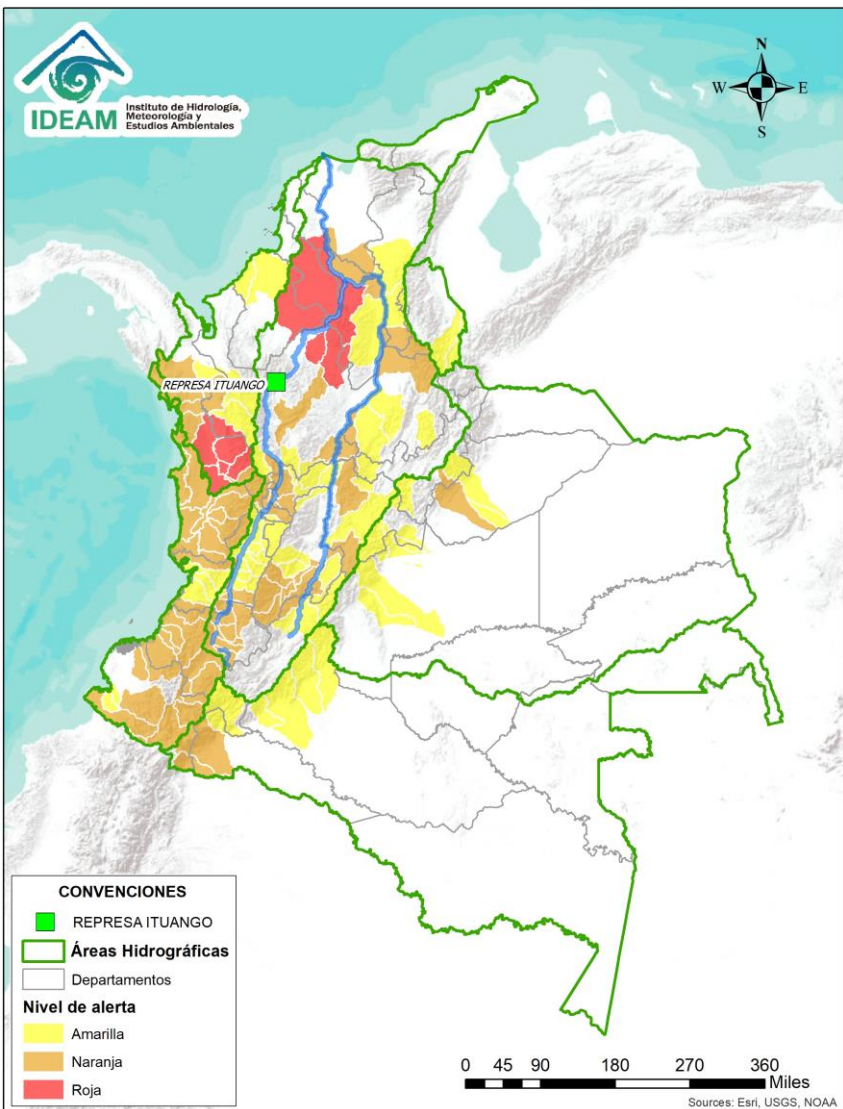 IDEAM
Instituto de Hidrología,
Meteorología y
Estudios Ambientales
N
W
E
S
REPRESA ITUANGO
CONVENCIONES
REPRESA ITUANGO
Áreas Hidrográficas
Departamentos
Nivel de alerta
Amarilla
Naranja
Roja
0 45 90 180 270 360
Miles
Sources: Esri, USGS, NOAA